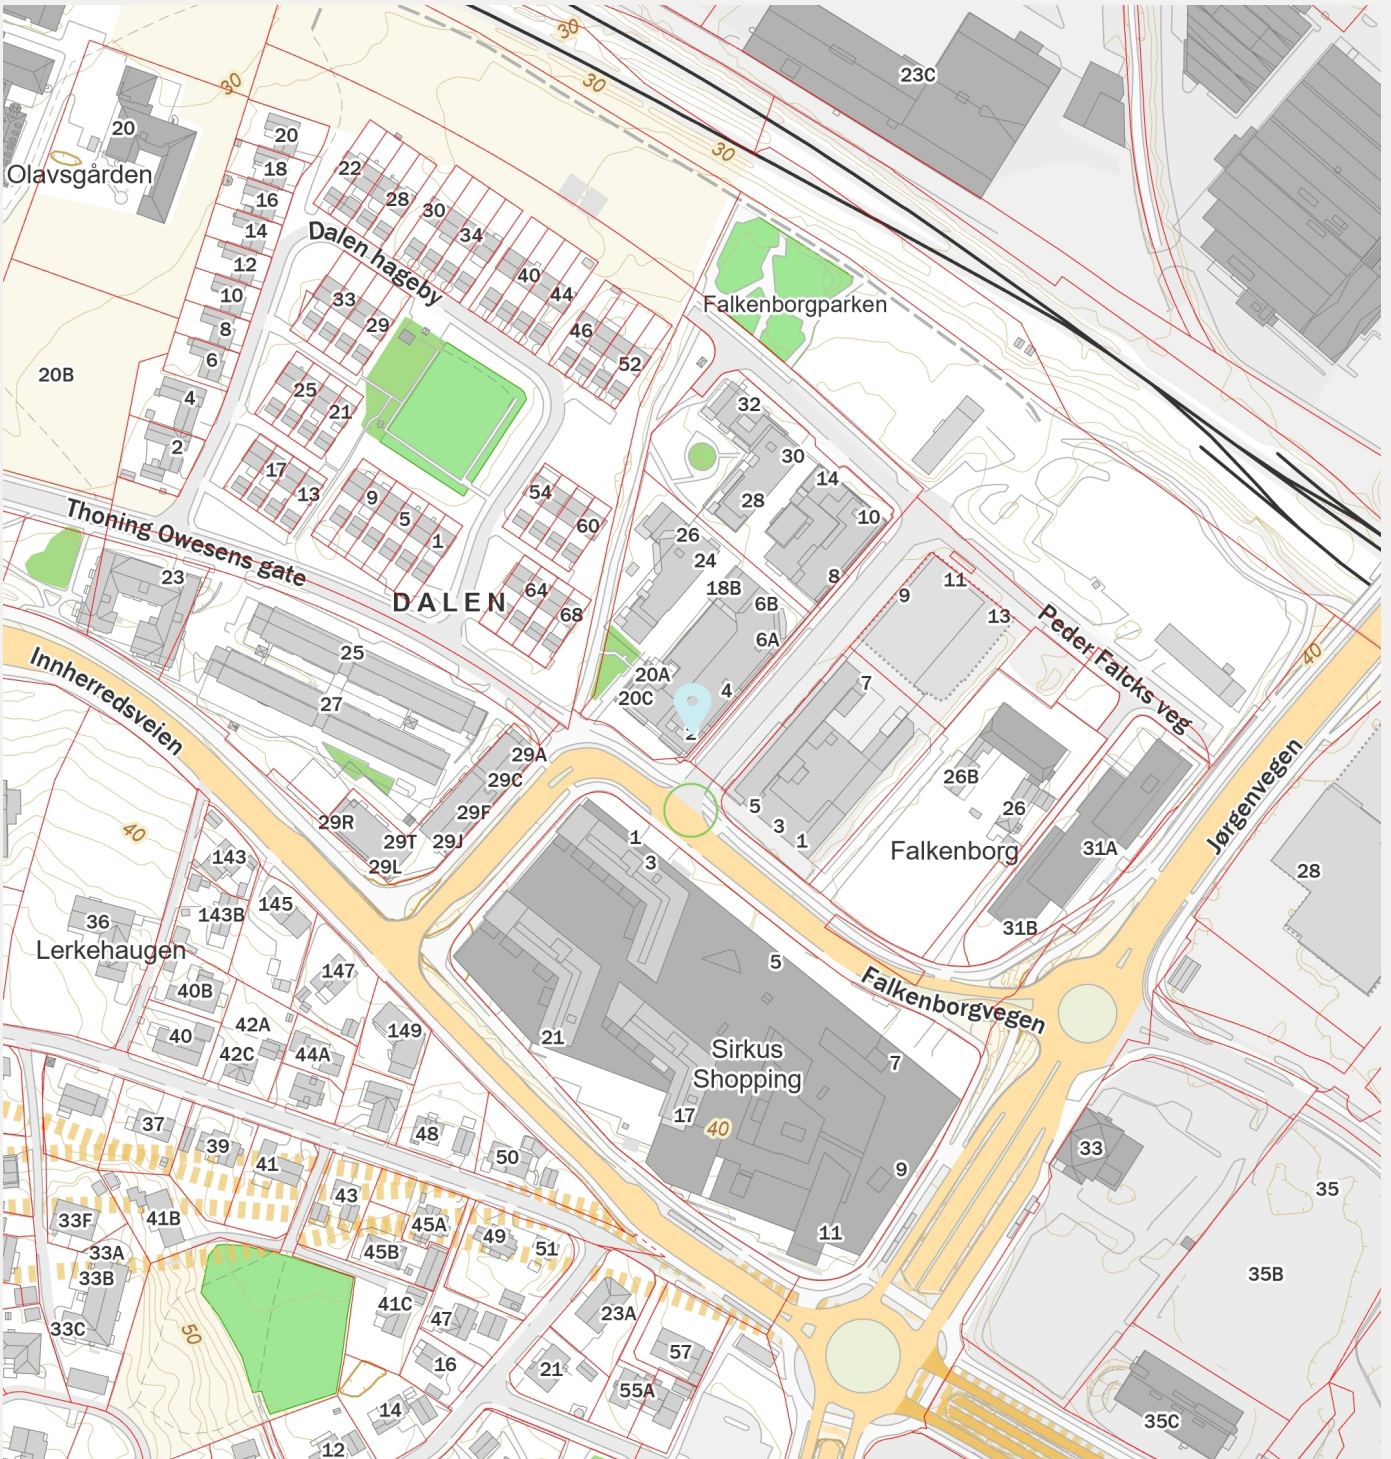 30
23C
30
30
30
20
20
Olavsgården
18
22
16
28
30
14
34
Dalen hageby
12
40
10
44
33
Falkenborgparken
8
29
46
6
52
20B
25
4
32
21
2
30
17
14
13
9
54
28
5
10
60
1
26
Thoning Owesens gate
24
23
8
11
18B
64
9
DALEN
6B
68
13
Peder Falcks veg
6A
25
40
Innherredsveien
20A
7
4
20C
27
2
29A
29C
26B
Jørgenvegen
5
29F
26
29R
3
40
1
1
29T
29J
31A
Falkenborg
143
3
29L
28
145
143B
36
31B
Lerkehaugen
5
147
40B
Falkenborgvegen
42A
149
40
21
Sirkus
Shopping
42C
44A
7
17
37
48
40
39
33
50
41
9
35
43
33F
41B
45A
11
49
33A
45B
51
35B
33B
41C
23A
47
33C
50
57
16
21
55A
14
35C
12